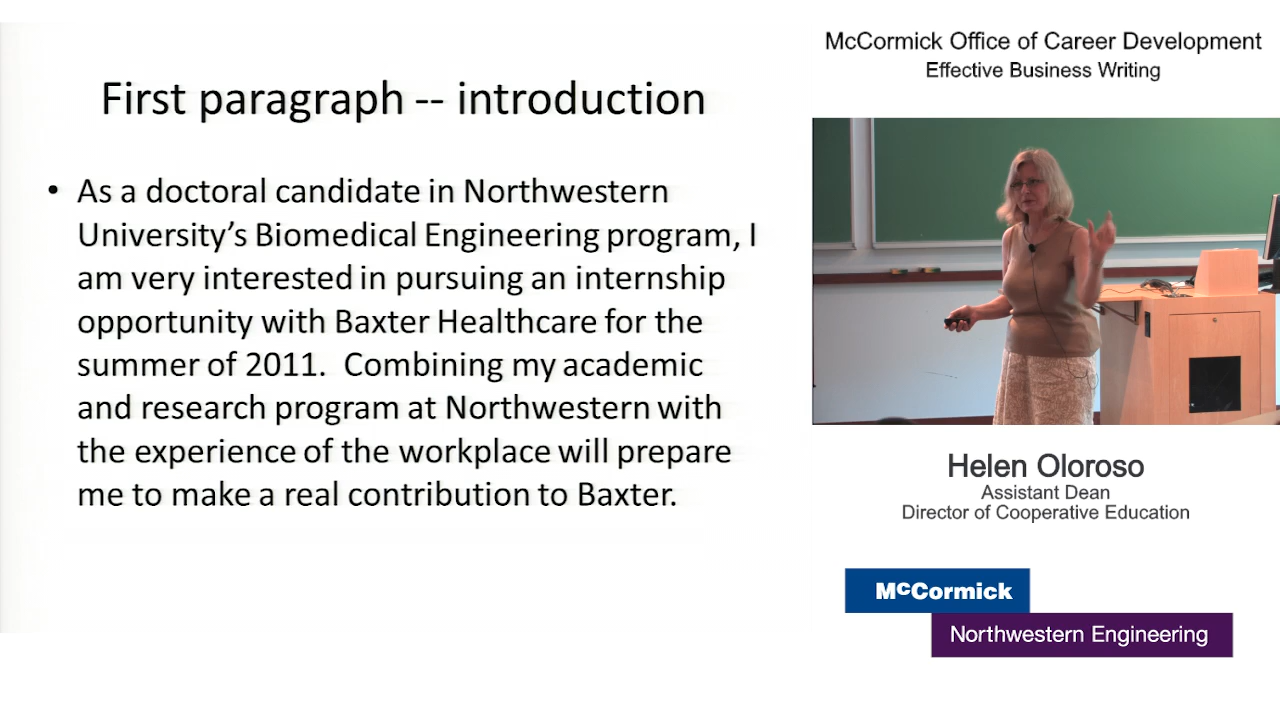 First paragraph -- introduction
• As a doctoral candidate in Northwestern
University’s Biomedical Engineering program, I
am very interested in pursuing an internship
opportunity with Baxter Healthcare for the
summer of 2011.  Combining my academic
and research program at Northwestern with
the experience of the workplace will prepare
me to make a real contribution to Baxter.
McCormick Office of Career Development
Effective Business Writing
Helen Oloroso
Assistant Dean
Director of Cooperative Education
McCormick
Northwestern Engineering